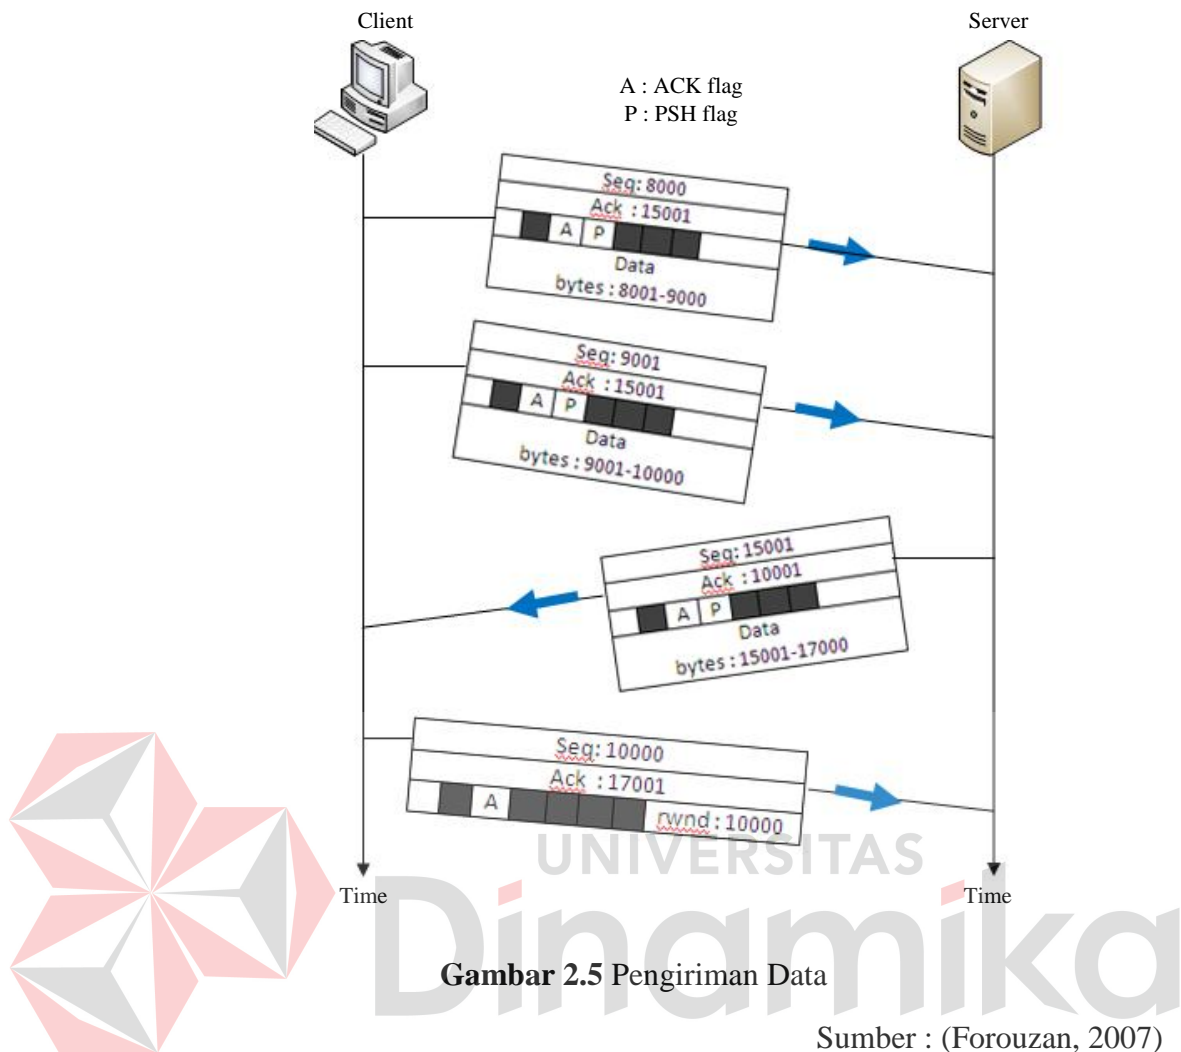 Client
Server
A : ACK flag
P : PSH flag
Seq: 8000
Ack : 15001
A P
Data
bytes : 8001-9000
Seq: 9001
Ack : 15001
A P
Data
bytes : 9001-10000
Seq: 15001
Ack : 10001
A P
Data
bytes : 15001-17000
Seq: 10000
Ack : 17001
A rwnd : 10000
UNIVERSITAS
Time
Time
Dinamika
Gambar 2.5 Pengiriman Data
Sumber : (Forouzan, 2007)